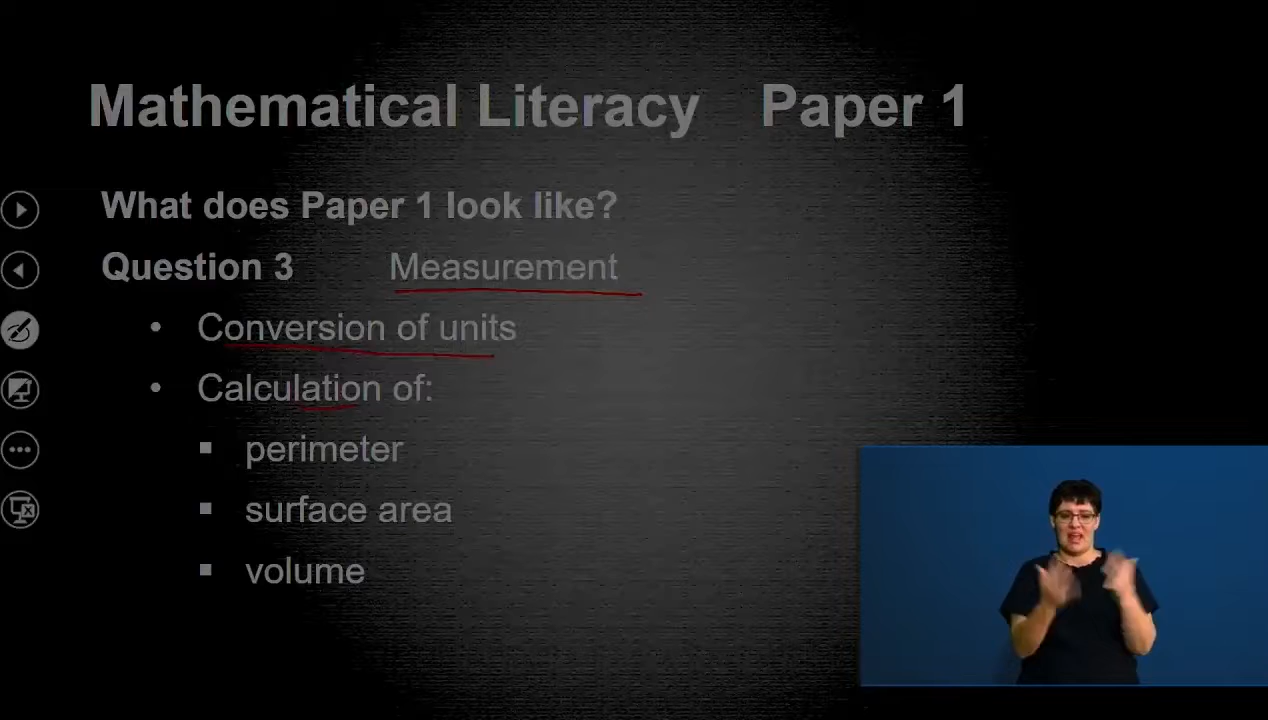 Mathematical Literacy Paper 1
What does Paper 1 look like?
Question 3 Measurement
• Conversion of units
• Calculation of:
▪ perimeter
▪ surface area
▪ volume